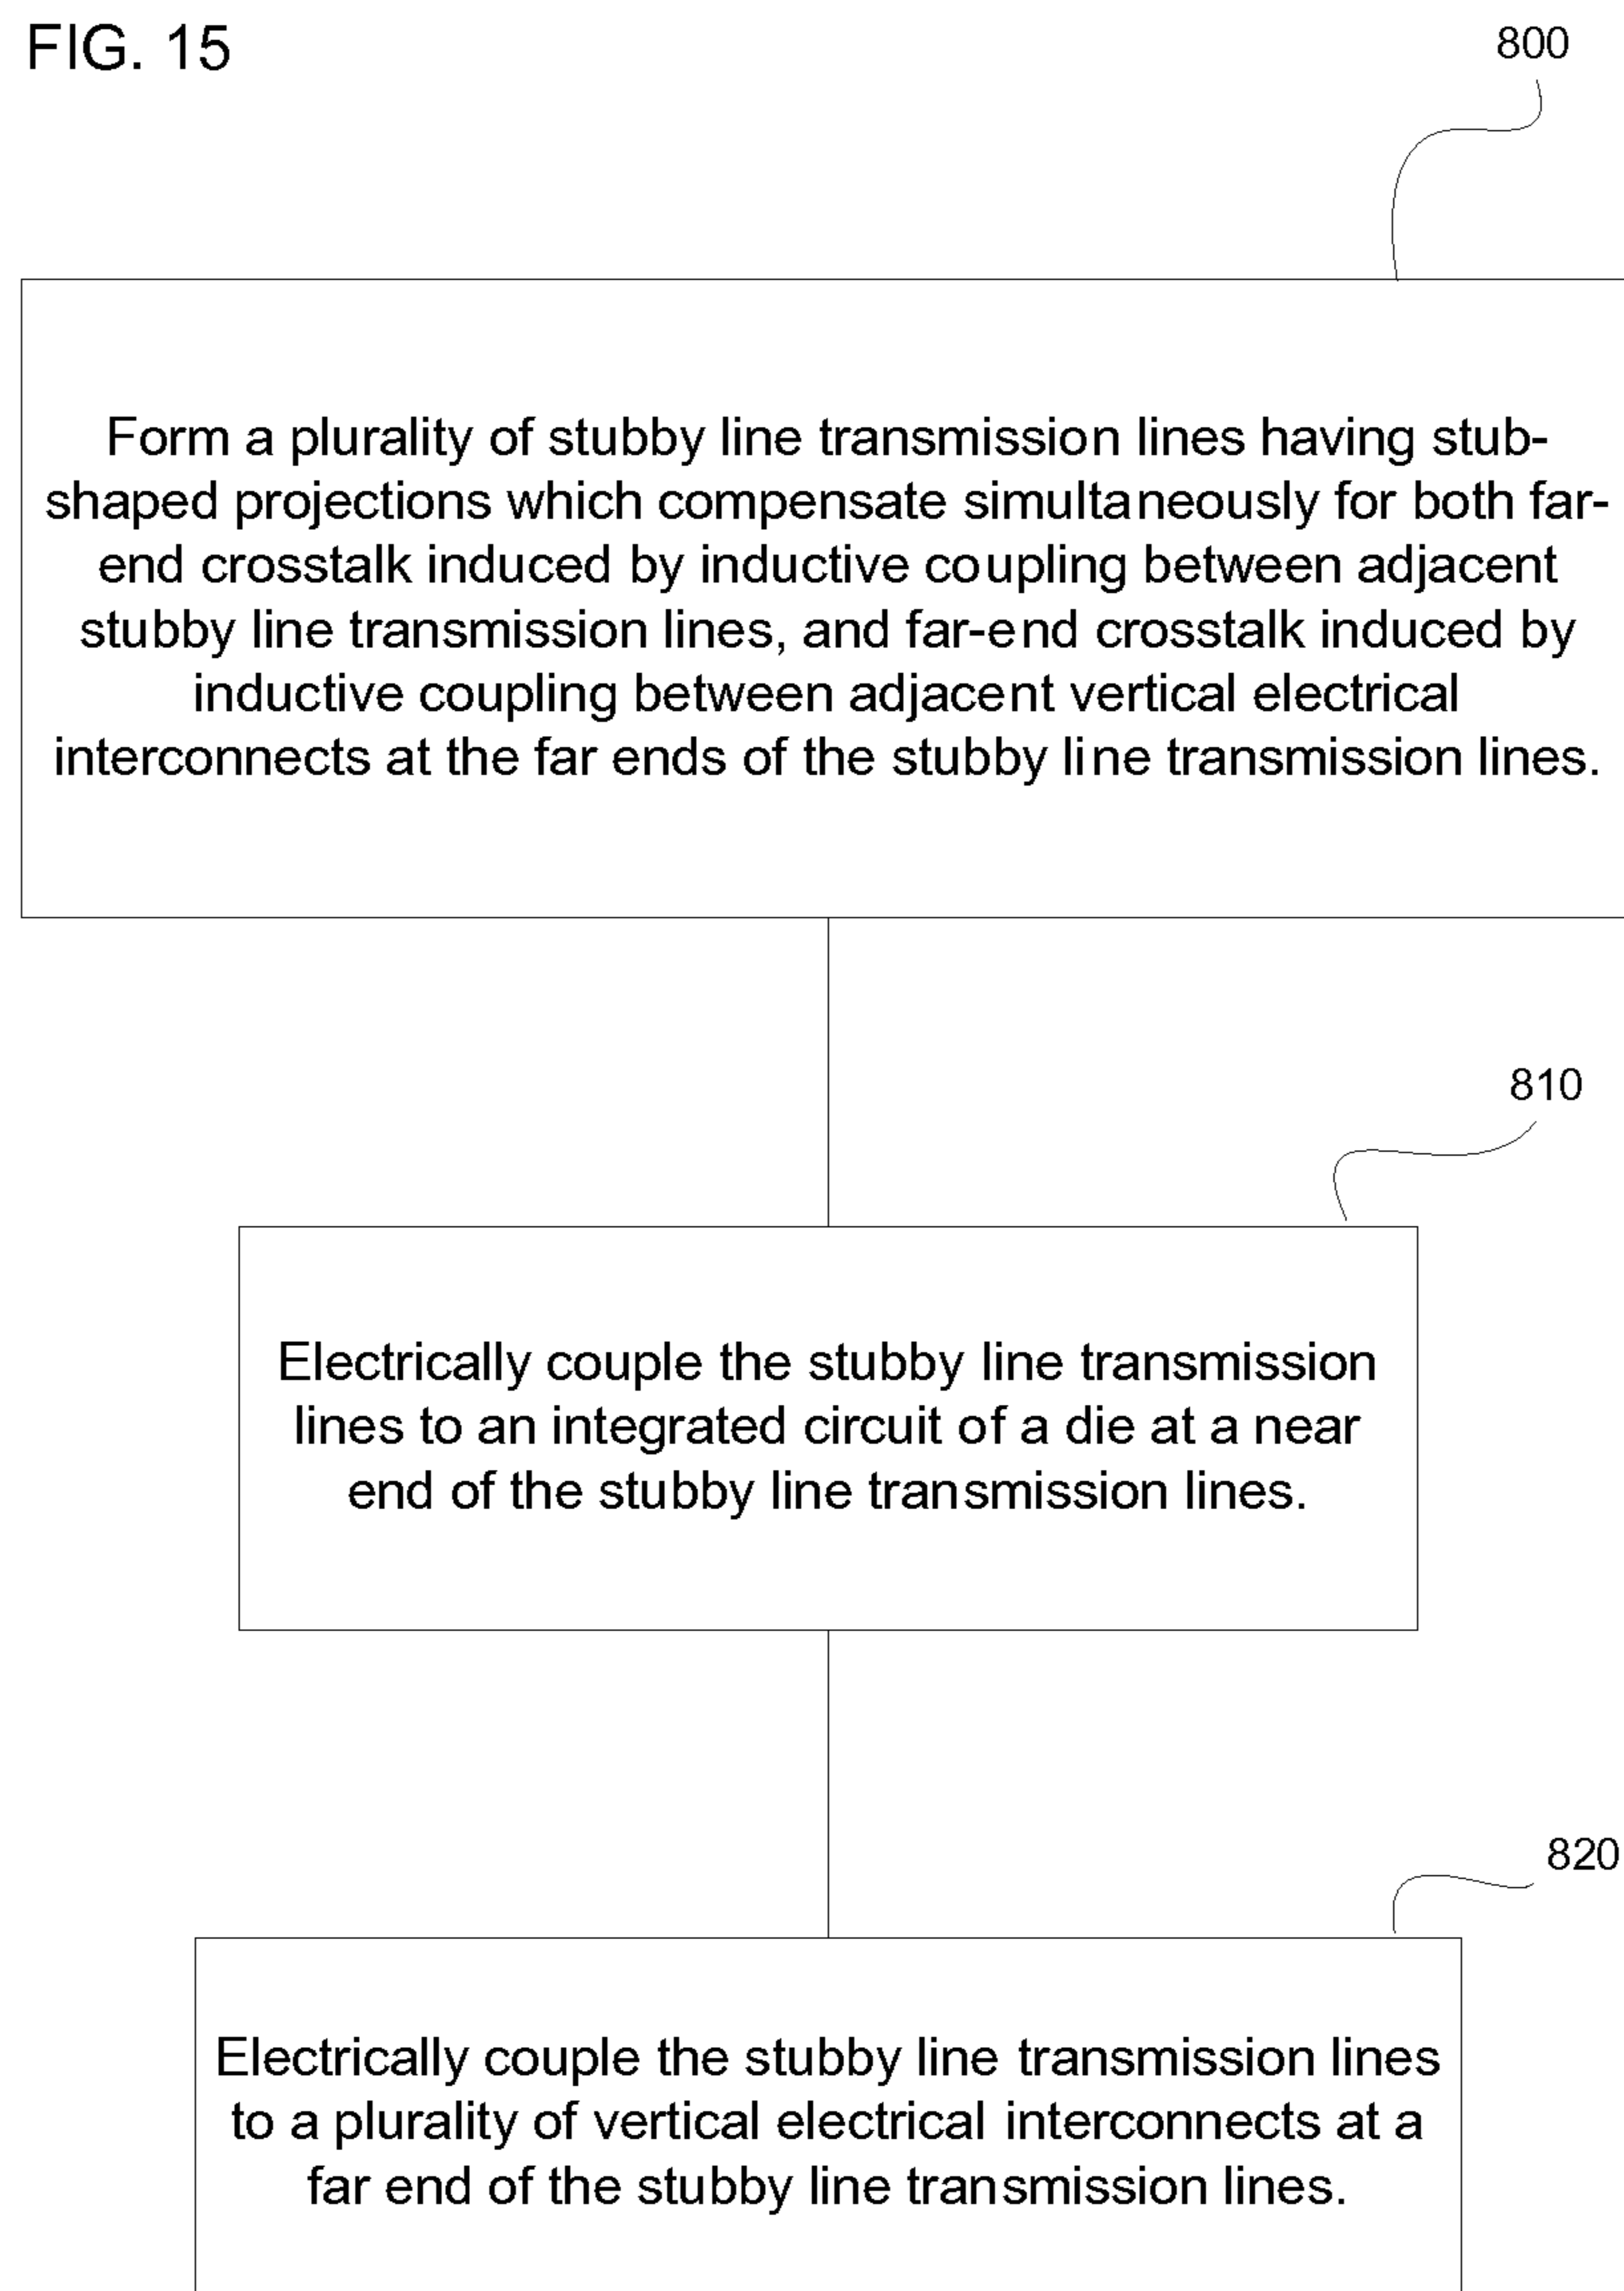 FIG. 15
800
Form a plurality of stubby line transmission lines having stub-
shaped projections which compensate simultaneously for both far-
end crosstalk induced by inductive coupling between adjacent
stubby line transmission lines, and far-end crosstalk induced by
inductive coupling between adjacent vertical electrical
interconnects at the far ends of the stubby line transmission lines.
810
Electrically couple the stubby line transmission
lines to an integrated circuit of a die at a near
end of the stubby line transmission lines.
820
Electrically couple the stubby line transmission lines
to a plurality of vertical electrical interconnects at a
far end of the stubby line transmission lines.